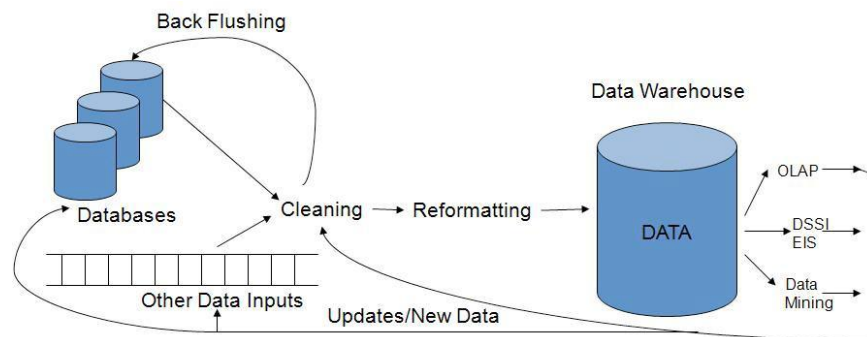 Back Flushing
Data Warehouse
Databases
Cleaning
Reformatting
DATA
OLAP
DSSI
EIS
Data
Mining
Other Data Inputs
Updates/New Data